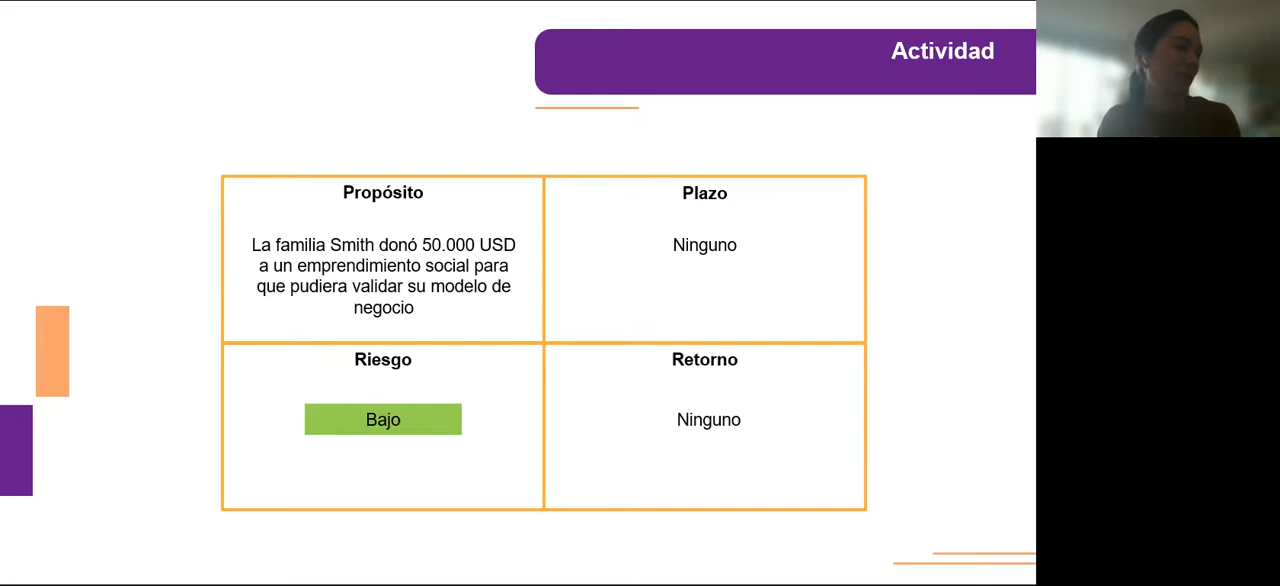 Actividad
Propósito
La familia Smith donó 50.000 USD
a un emprendimiento social para
que pudiera validar su modelo de
negocio
Plazo
Ninguno
Riesgo
Bajo
Retorno
Ninguno